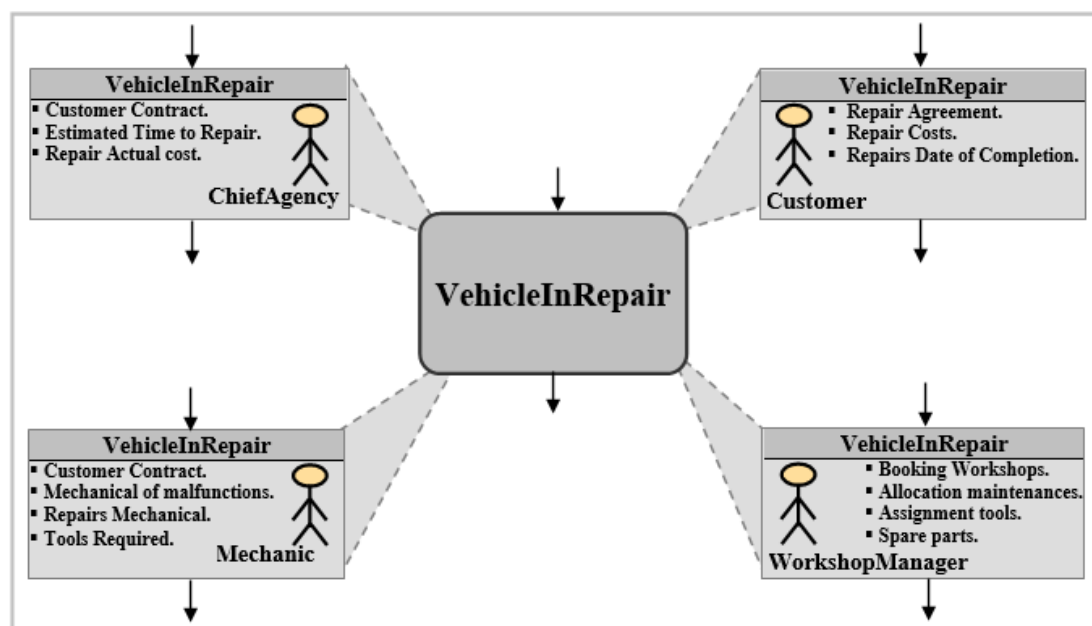 VehicleInRepair
▪ Customer Contract.
▪ Estimated Time to Repair.
▪ Repair Actual cost.
ChiefAgency
VehicleInRepair
▪ Repair Agreement.
▪ Repair Costs.
▪ Repairs Date of Completion.
Customer
VehicleInRepair
VehicleInRepair
▪ Customer Contract.
▪ Mechanical of malfunctions.
▪ Repairs Mechanical.
▪ Tools Required.
Mechanic
VehicleInRepair
▪ Booking Workshops.
▪ Allocation maintenances.
▪ Assignment tools.
▪ Spare parts.
WorkshopManager